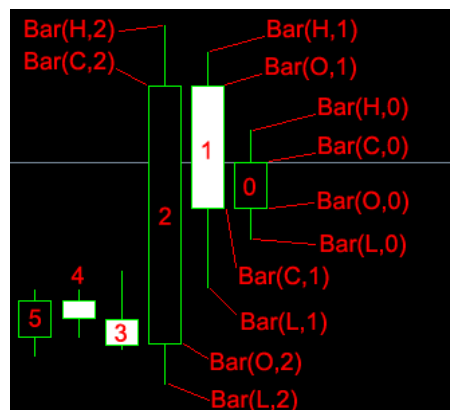 Bar(H,2)
Bar(H,1)
Bar(C,2)
Bar(O,1)
Bar(H,0)
1
Bar(C,0)
0
Bar(O,0)
2
Bar(L,0)
4
Bar(C,1)
5
3
Bar(L,1)
Bar(O,2)
Bar(L,2)